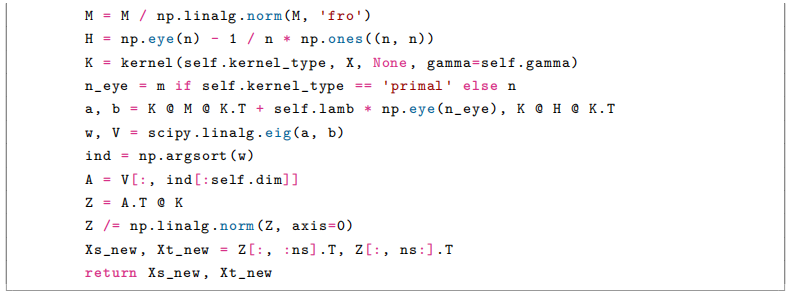 M = M / np.linalg.norm(M, 'fro')
H = np.eye(n) - 1 / n * np.ones((n, n))
K = kernel(self.kernel_type, X, None, gamma=self.gamma)
n_eye = m if self.kernel_type == 'primal' else n
a, b = K @ M @ K.T + self.lamb * np.eye(n_eye), K @ H @ K.T
w, V = scipy.linalg.eig(a, b)
ind = np.argsort(w)
A = V[:, ind[:self.dim]]
Z = A.T @ K
Z /= np.linalg.norm(Z, axis=0)
Xs_new, Xt_new = Z[:, :ns].T, Z[:, ns:].T
return Xs_new, Xt_new